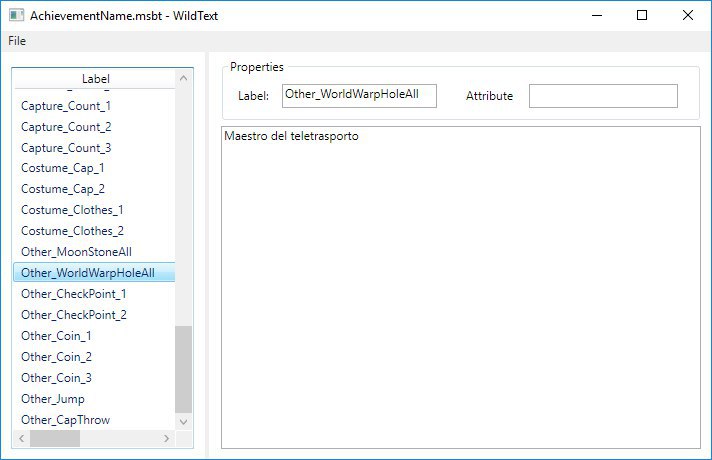 AchievementName.msbt - WildText
File
Label
Capture_Count_1
Capture_Count_2
Capture_Count_3
Costume_Cap_1
Costume_Cap_2
Costume_Clothes_1
Costume_Clothes_2
Other_MoonStoneAll
Other_WorldWarpHoleAll
Other_CheckPoint_1
Other_CheckPoint_2
Other_Coin_1
Other_Coin_2
Other_Coin_3
Other_Jump
Other_CapThrow
Properties
Label: Other_WorldWarpHoleAll Attribute
Maestro del teletrasporto